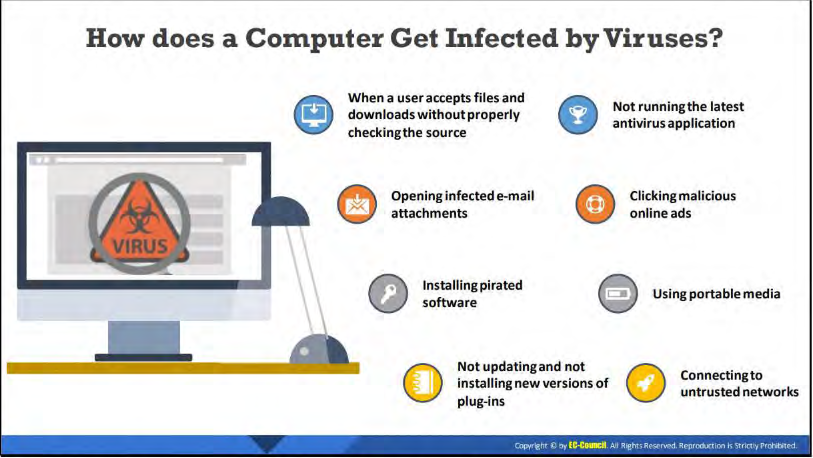 How does a Computer Get Infected by Viruses?
When a user accepts files and
downloads without properly
checking the source
Not running the latest
antivirus application
VIRUS
Opening infected e-mail
attachments
Clicking malicious
online ads
Installing pirated
software
Using portable media
Not updating and not
installing new versions of
plug-ins
Connecting to
untrusted networks
Copyright © by EC-Council. All Rights Reserved. Reproduction is Strictly Prohibited.